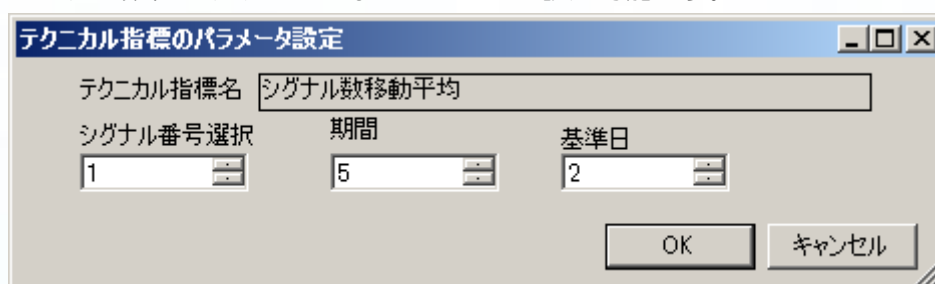 テクニカル指標のパラメータ設定
テクニカル指標名 シグナル数移動平均
シグナル番号選択 期間 基準日
1 5 2
OK キャンセル